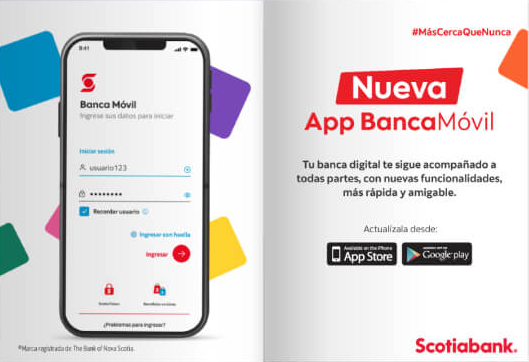 9:41
Banca Móvil
Ingrese sus datos para iniciar
Iniciar sesión
usuario123
Recordar usuario
Ingresar con huella
Ingresar
¿Problemas para ingresar?
*Marca registrada de The Bank of Nova Scotia.
#MásCercaQueNunca
Nueva
App BancaMóvil
Tu banca digital te sigue acompañado a
todas partes, con nuevas funcionalidades,
más rápida y amigable.
Actualízala desde:
Available on the iPhone
App Store
Google play
Scotiabank.